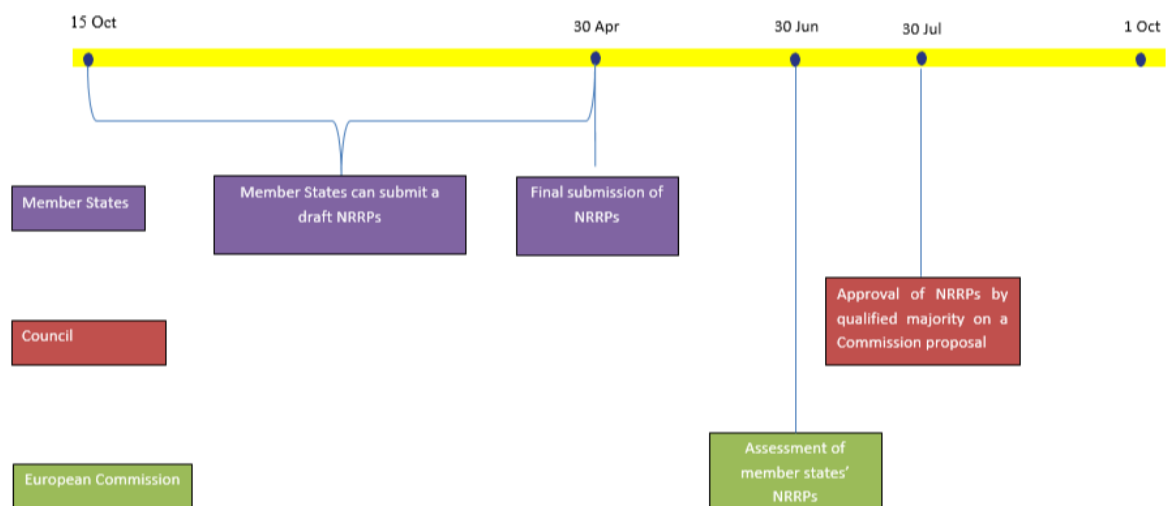 15 Oct
30 Apr
30 Jun
30 Jul
1 Oct
Member States
Member States can submit a
draft NRRPs
Final submission of
NRRPs
Council
Approval of NRRPs by
qualified majority on a
Commission proposal
European Commission
Assessment of
member states’
NRRPs